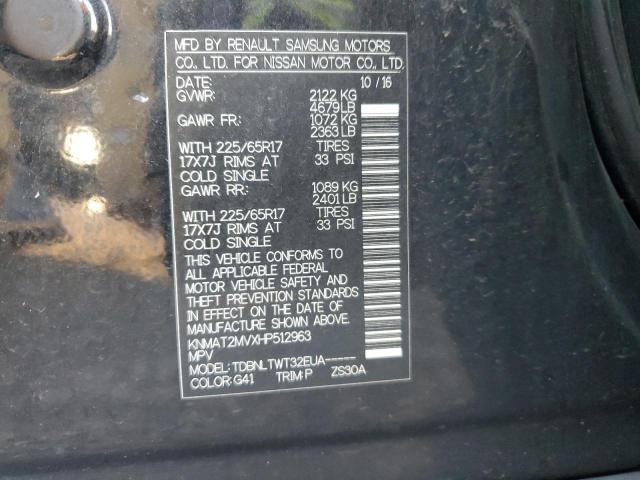 MFD BY RENAULT SAMSUNG MOTORS
CO., LTD. FOR NISSAN MOTOR CO., LTD.
DATE: 10 / 16
GVWR: 2122 KG
4679LB
GAWR FR: 1072 KG
2363 LB
WITH 225/65R17 TIRES
17X7J RIMS AT 33 PSI
COLD SINGLE
GAWR RR: 1089 KG
2401 LB
WITH 225/65R17 TIRES
17X7J RIMS AT 33 PSI
COLD SINGLE
THIS VEHICLE CONFORMS TO
ALL APPLICABLE FEDERAL
MOTOR VEHICLE SAFETY AND
THEFT PREVENTION STANDARDS
IN EFFECT ON THE DATE OF
MANUFACTURE SHOWN ABOVE.
KNMAT2MVXHP512963
MPV
MODEL: TDBNLTWT32EUA-----
COLOR: G41 TRIM: P ZS30A